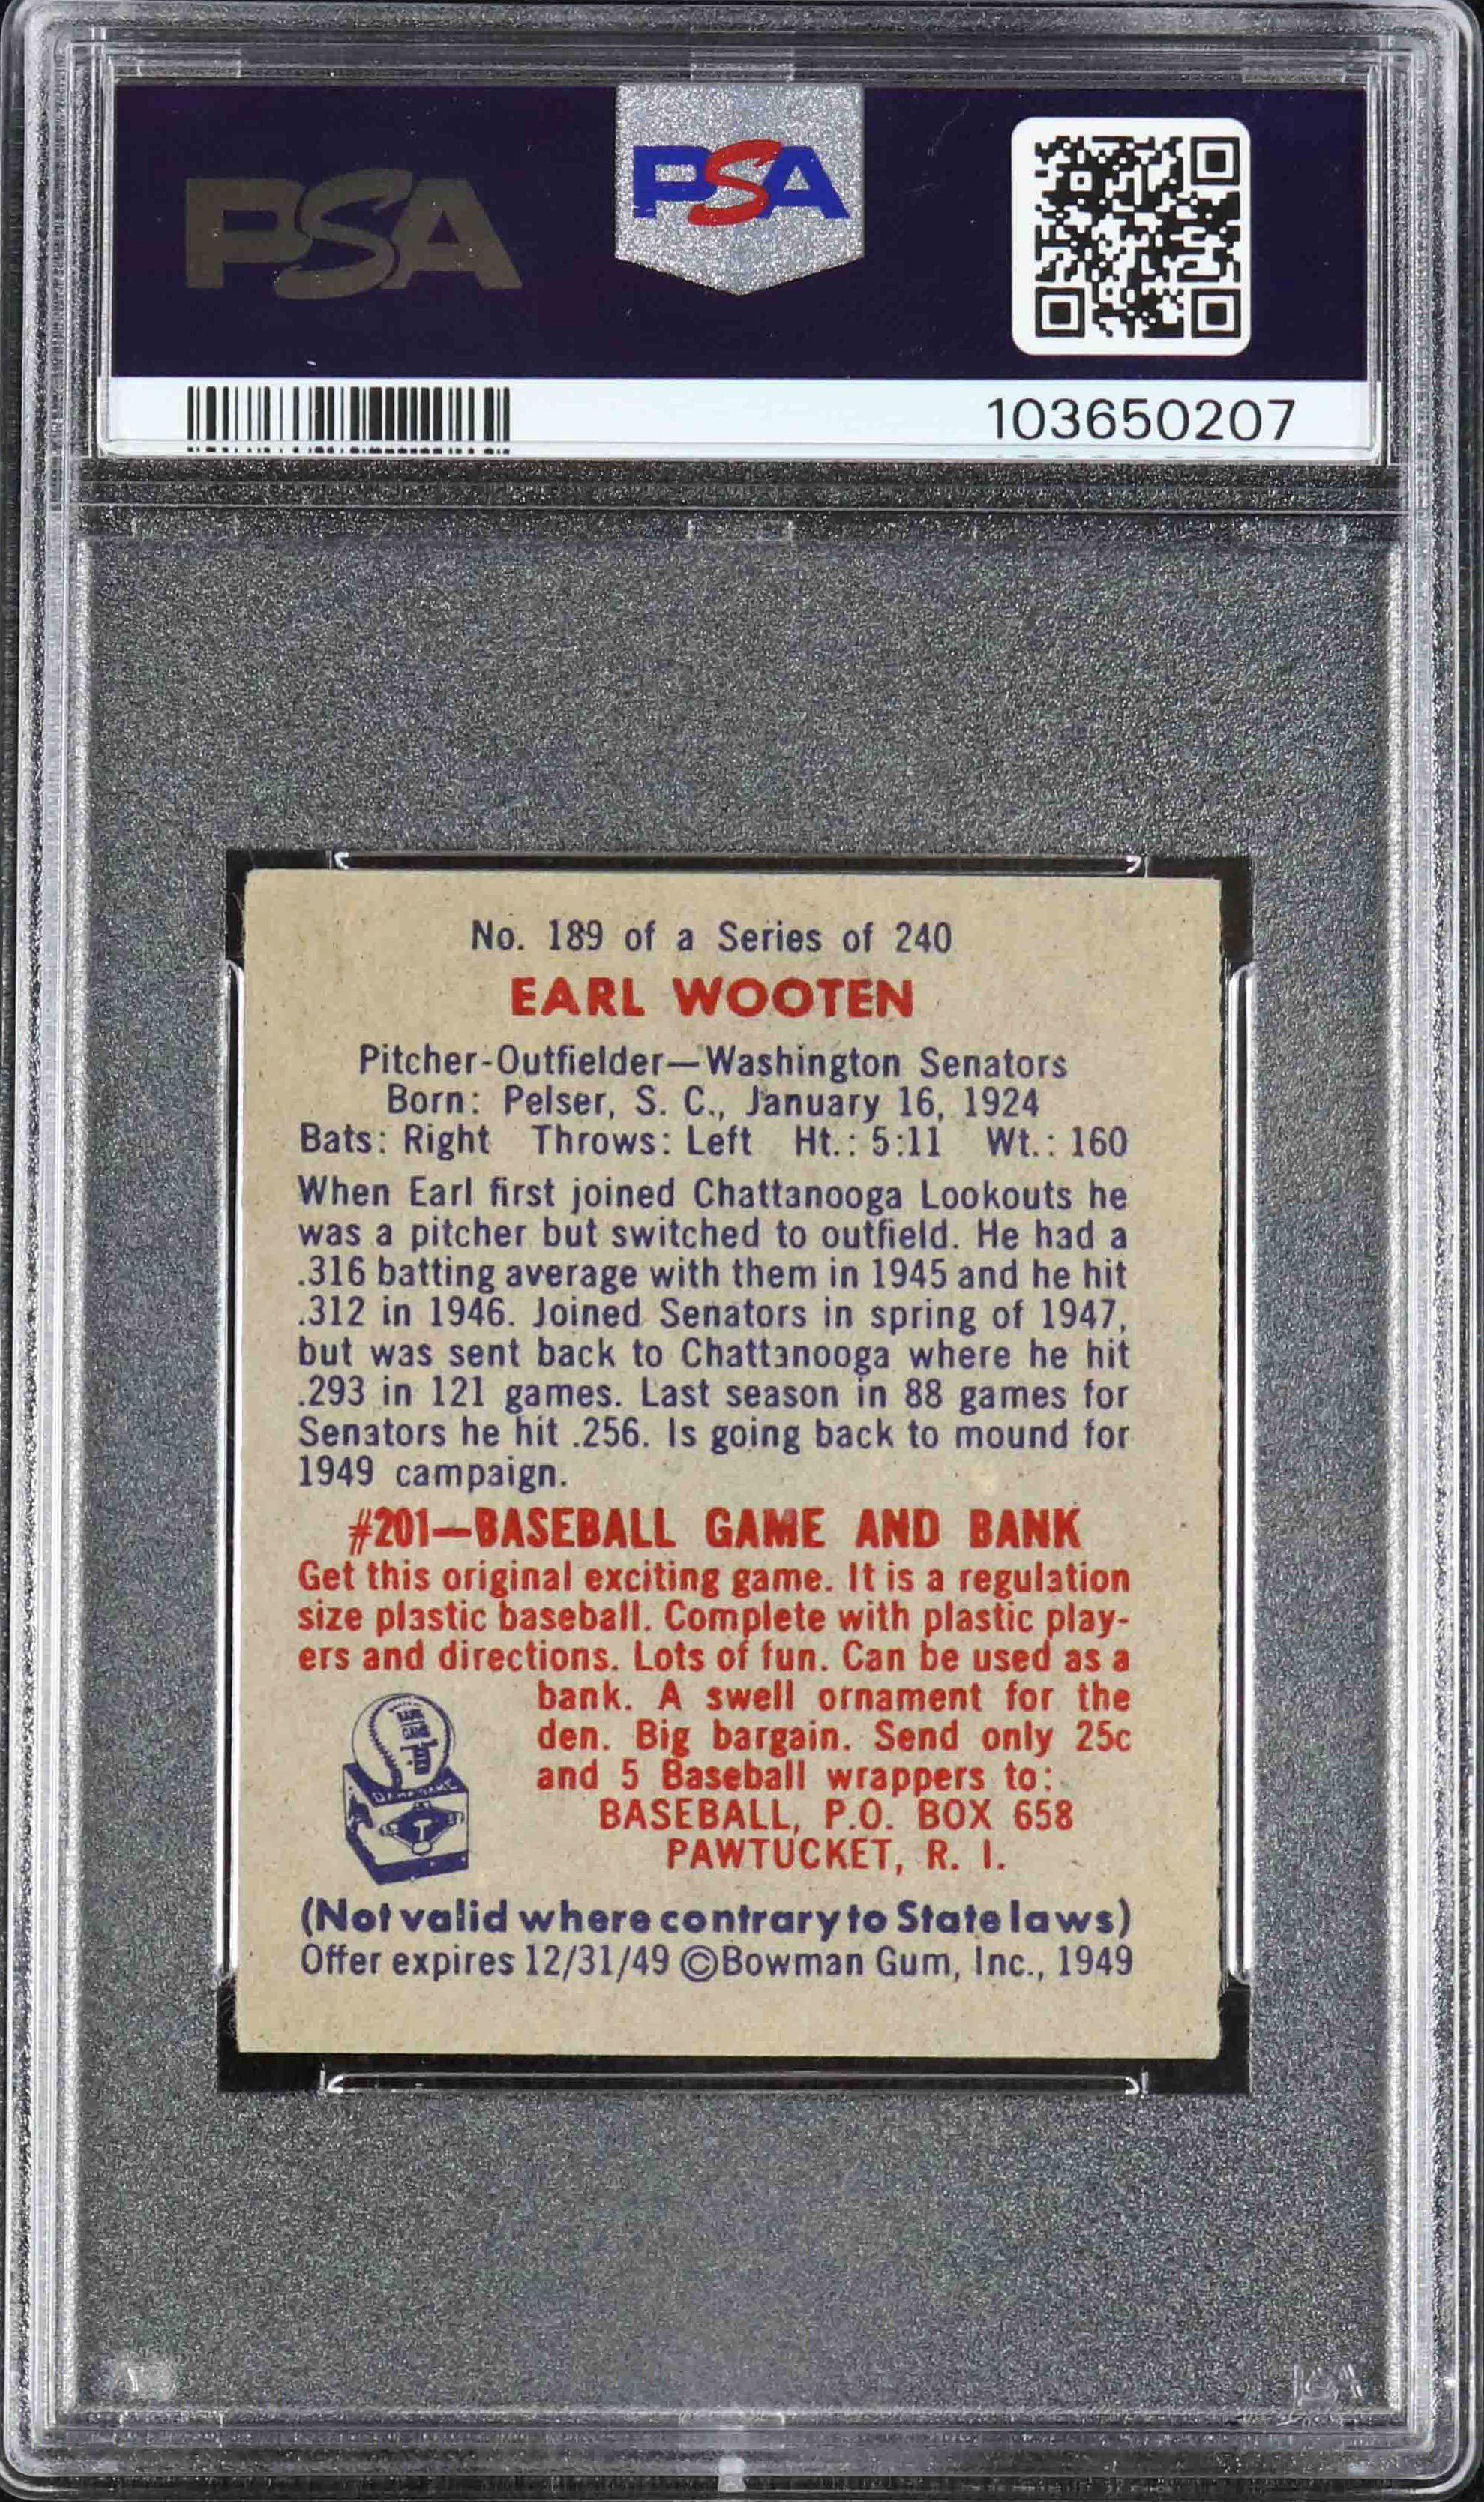 PSA
PSA
103650207
No. 189 of a Series of 240
EARL WOOTEN
Pitcher-Outfielder—Washington Senators
Born: Pelser, S. C., January 16, 1924
Bats: Right Throws: Left Ht.: 5:11 Wt.: 160
When Earl first joined Chattanooga Lookouts he
was a pitcher but switched to outfield. He had a
.316 batting average with them in 1945 and he hit
.312 in 1946. Joined Senators in spring of 1947,
but was sent back to Chattanooga where he hit
.293 in 121 games. Last season in 88 games for
Senators he hit .256. Is going back to mound for
1949 campaign.
#201—BASEBALL GAME AND BANK
Get this original exciting game. It is a regulation
size plastic baseball. Complete with plastic play-
ers and directions. Lots of fun. Can be used as a
bank. A swell ornament for the
den. Big bargain. Send only 25c
and 5 Baseball wrappers to:
BASEBALL, P.O. BOX 658
PAWTUCKET, R. I.
(Not valid where contrary to State laws)
Offer expires 12/31/49 ©Bowman Gum, Inc., 1949